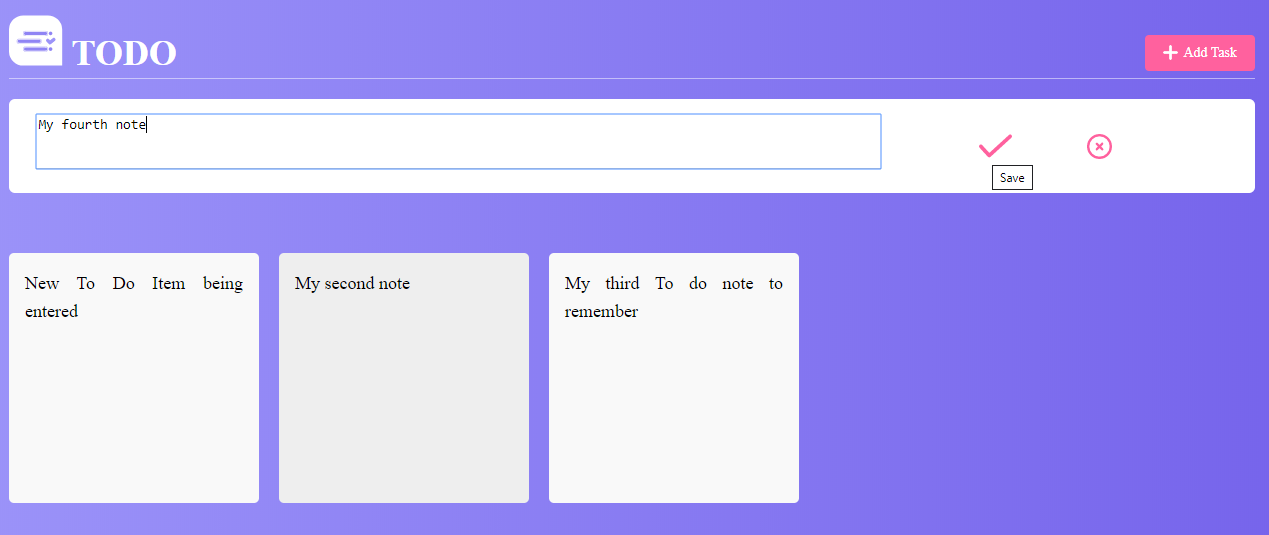 TODO
Add Task
My fourth note
Save
New To Do Item being
entered
My second note
My third To do note to
remember